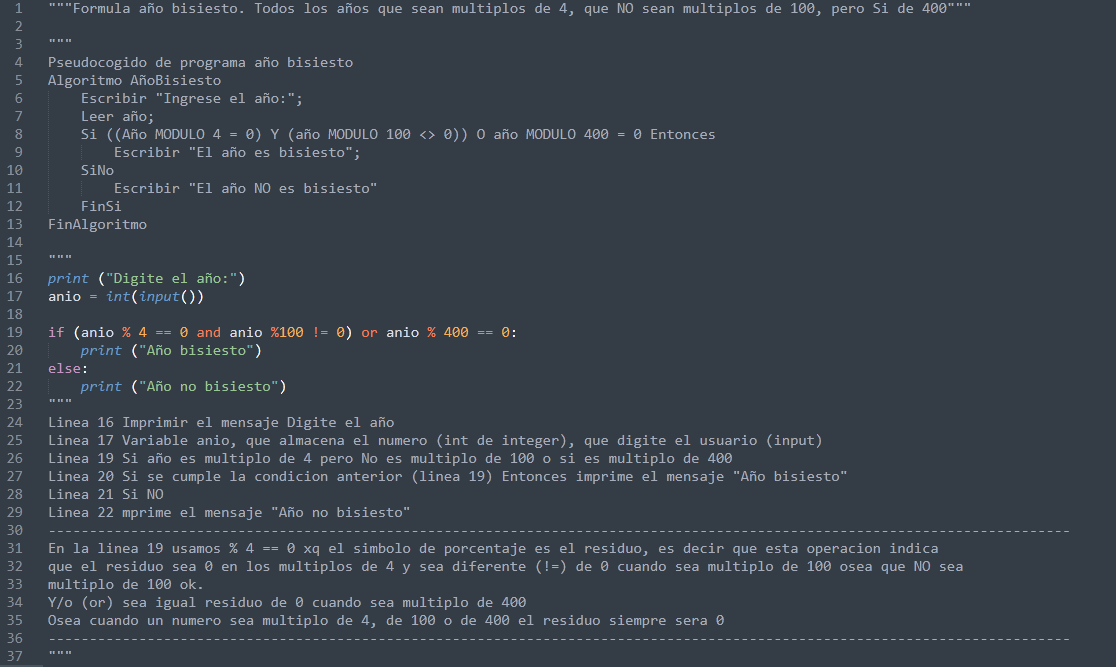 1 """Formula año bisiesto. Todos los años que sean multiplos de 4, que NO sean multiplos de 100, pero Si de 400"""
2
3 """
4 Pseudocogido de programa año bisiesto
5 Algoritmo AñoBisiesto
6     Escribir "Ingrese el año:";
7     Leer año;
8     Si ((Año MODULO 4 = 0) Y (año MODULO 100 <> 0)) O año MODULO 400 = 0 Entonces
9         Escribir "El año es bisiesto";
10     SiNo
11         Escribir "El año NO es bisiesto"
12     FinSi
13 FinAlgoritmo
14
15 """
16 print ("Digite el año:")
17 anio = int(input())
18
19 if (anio % 4 == 0 and anio %100 != 0) or anio % 400 == 0:
20     print ("Año bisiesto")
21 else:
22     print ("Año no bisiesto")
23 """
24 Linea 16 Imprimir el mensaje Digite el año
25 Linea 17 Variable anio, que almacena el numero (int de integer), que digite el usuario (input)
26 Linea 19 Si año es multiplo de 4 pero No es multiplo de 100 o si es multiplo de 400
27 Linea 20 Si se cumple la condicion anterior (linea 19) Entonces imprime el mensaje "Año bisiesto"
28 Linea 21 Si NO
29 Linea 22 mprime el mensaje "Año no bisiesto"
30 ----------------------------------------------------------------------------------------------------------------------------
31 En la linea 19 usamos % 4 == 0 xq el simbolo de porcentaje es el residuo, es decir que esta operacion indica
32 que el residuo sea 0 en los multiplos de 4 y sea diferente (!=) de 0 cuando sea multiplo de 100 osea que NO sea
33 multiplo de 100 ok.
34 Y/o (or) sea igual residuo de 0 cuando sea multiplo de 400
35 Osea cuando un numero sea multiplo de 4, de 100 o de 400 el residuo siempre sera 0
36 ----------------------------------------------------------------------------------------------------------------------------
37 """